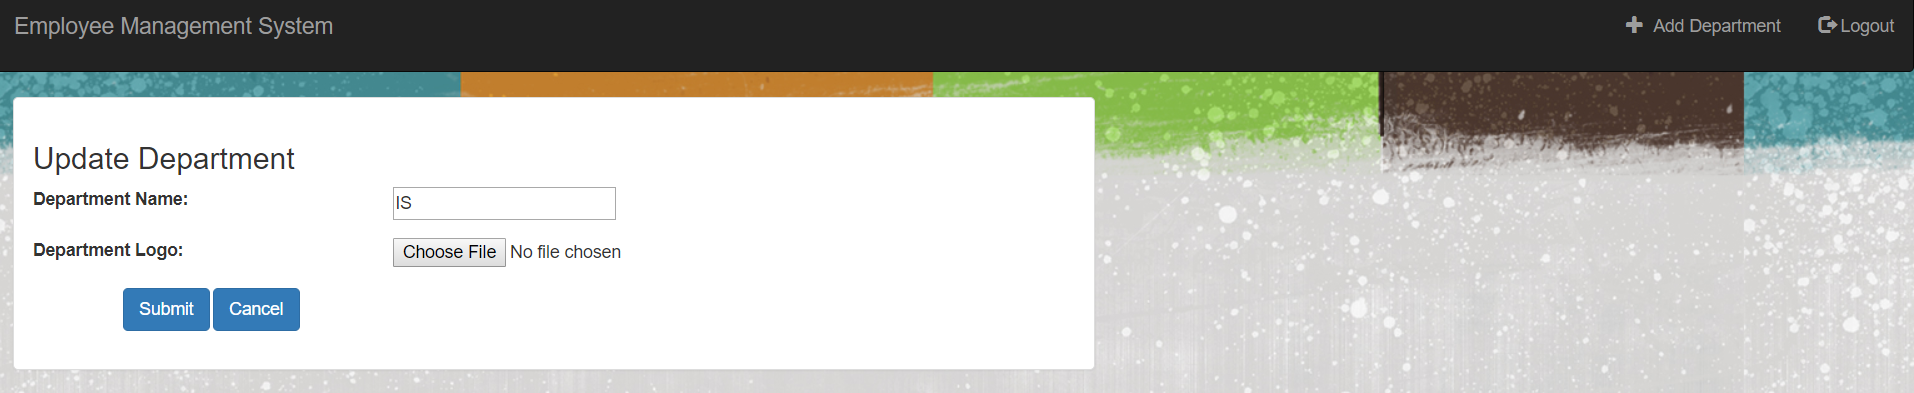 Employee Management System
Add Department
Logout
Update Department
Department Name:
IS
Department Logo:
Choose File No file chosen
Submit Cancel